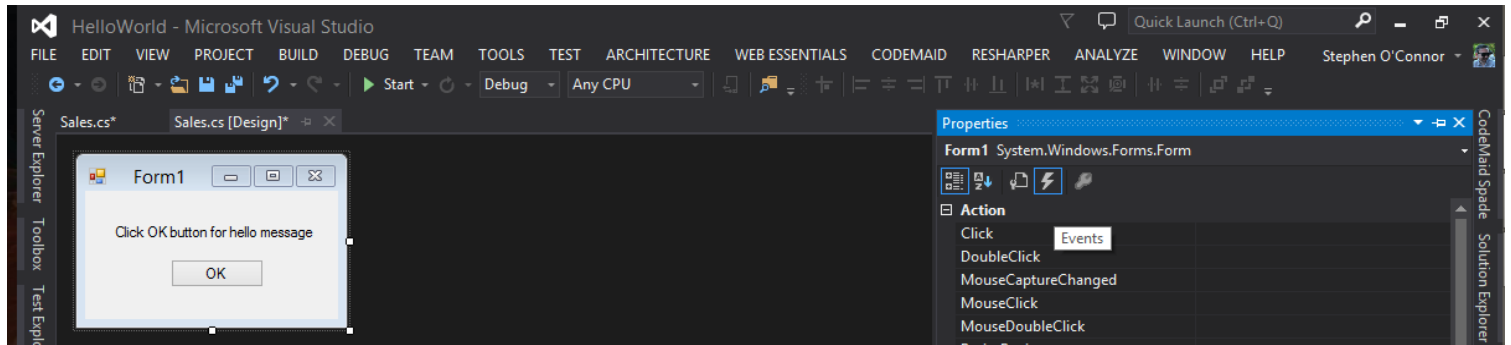 HelloWorld - Microsoft Visual Studio
Quick Launch (Ctrl+Q)
FILE EDIT VIEW PROJECT BUILD DEBUG TEAM TOOLS TEST ARCHITECTURE WEB ESSENTIALS CODEMAID RESHARPER ANALYZE WINDOW HELP Stephen O'Connor
Start Debug Any CPU
Server Explorer
Toolbox
Sales.cs*
Sales.cs [Design]*
Form1
Click OK button for hello message
OK
Properties
Form1 System.Windows.Forms.Form
Action
Click
Events
DoubleClick
MouseCaptureChanged
MouseClick
MouseDoubleClick
CodeMaid Spade
Solution Explorer
Test Explo